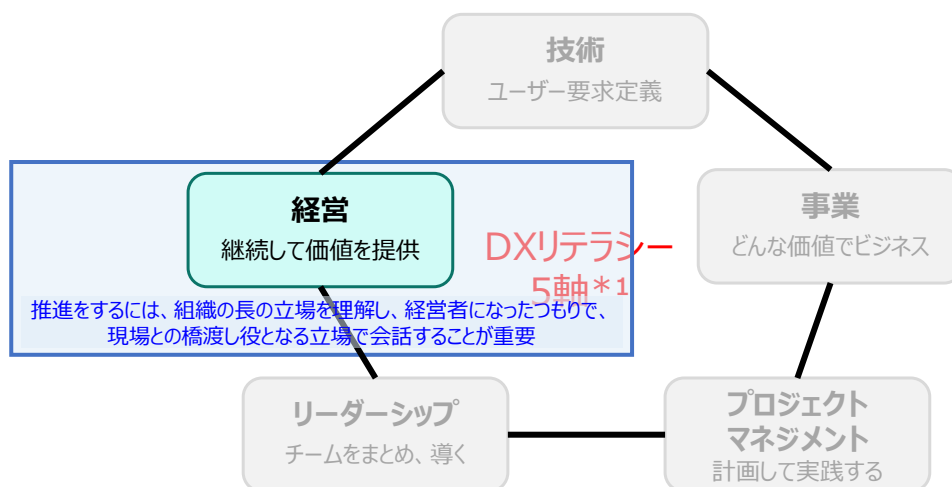 技術
ユーザー要求定義
経営
継続して価値を提供
事業
どんな価値でビジネス
DXリテラシー
5軸*1
推進をするには、組織の長の立場を理解し、経営者になったつもりで、
現場との橋渡し役となる立場で会話することが重要
リーダーシップ
チームをまとめ、導く
プロジェクト
マネジメント
計画して実践する